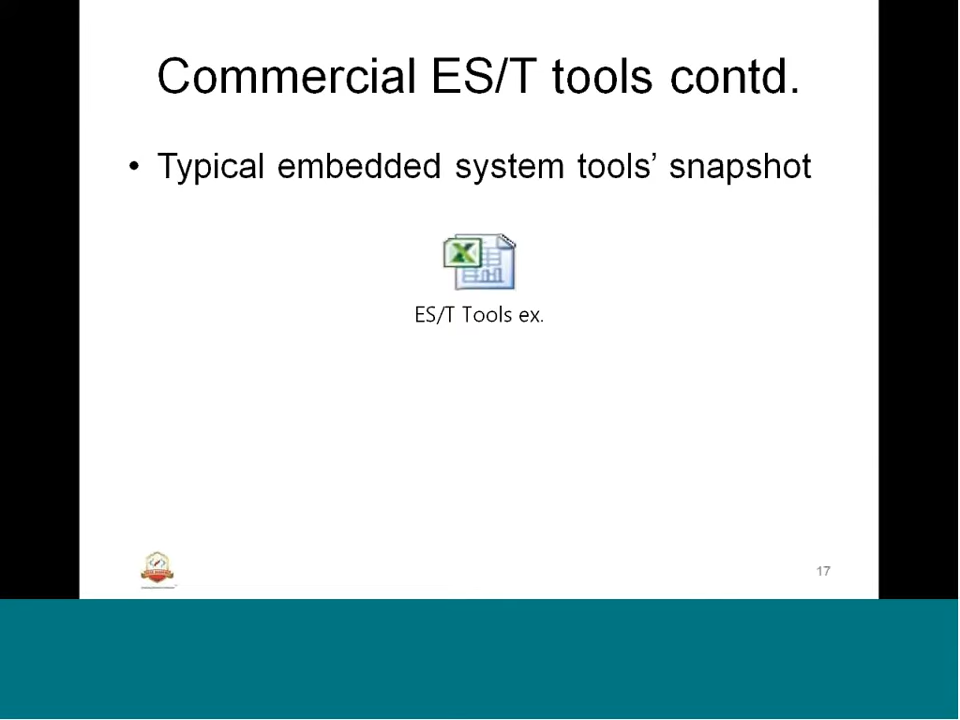 Commercial ES/T tools contd.
• Typical embedded system tools’ snapshot
ES/T Tools ex.
17